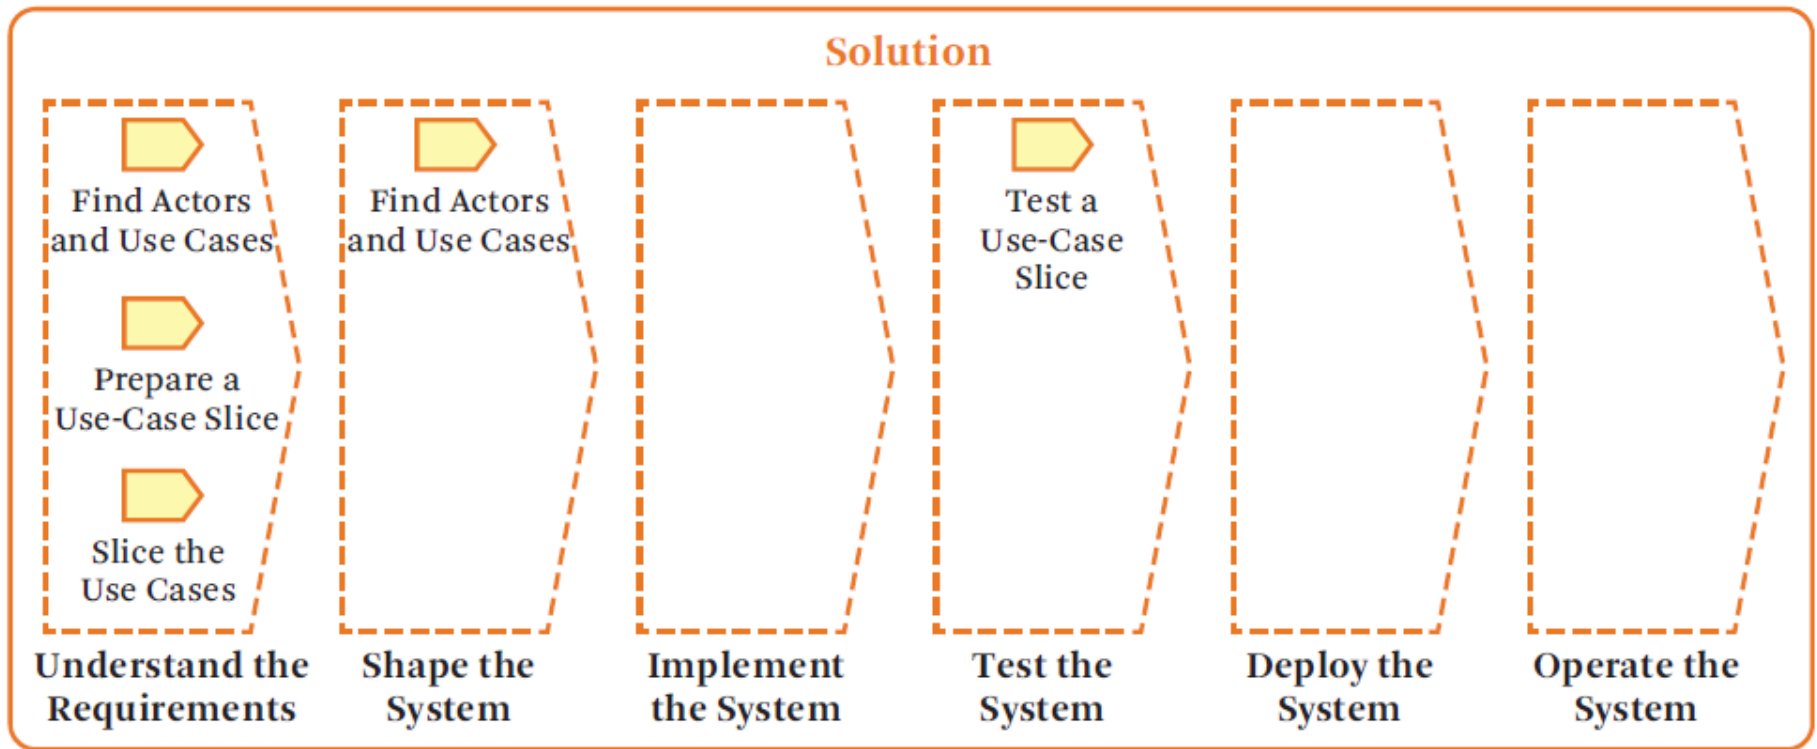 Solution
Find Actors
and Use Cases
Prepare a
Use-Case Slice
Slice the
Use Cases
Understand the
Requirements
Find Actors
and Use Cases
Shape the
System
Implement
the System
Test a
Use-Case
Slice
Test the
System
Deploy the
System
Operate the
System